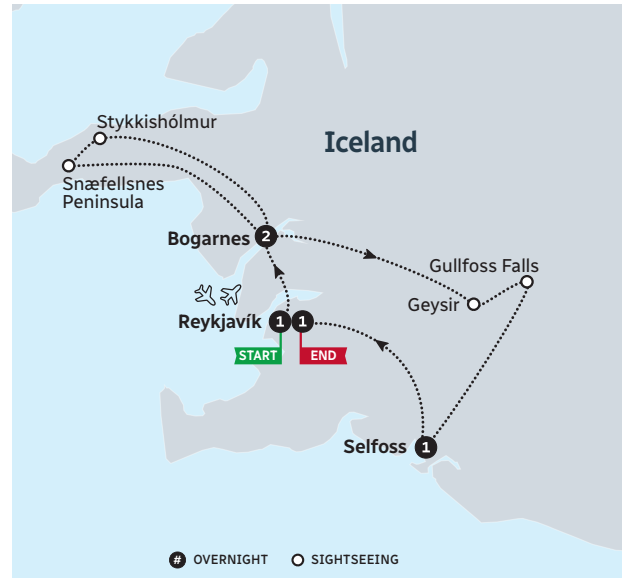 Stykkishólmur
Iceland
Snæfellsnes
Peninsula
Bogarnes
2
Gullfoss Falls
Geysir
Reykjavík
1
1
START
END
Selfoss
1
# OVERNIGHT
SIGHTSEEING